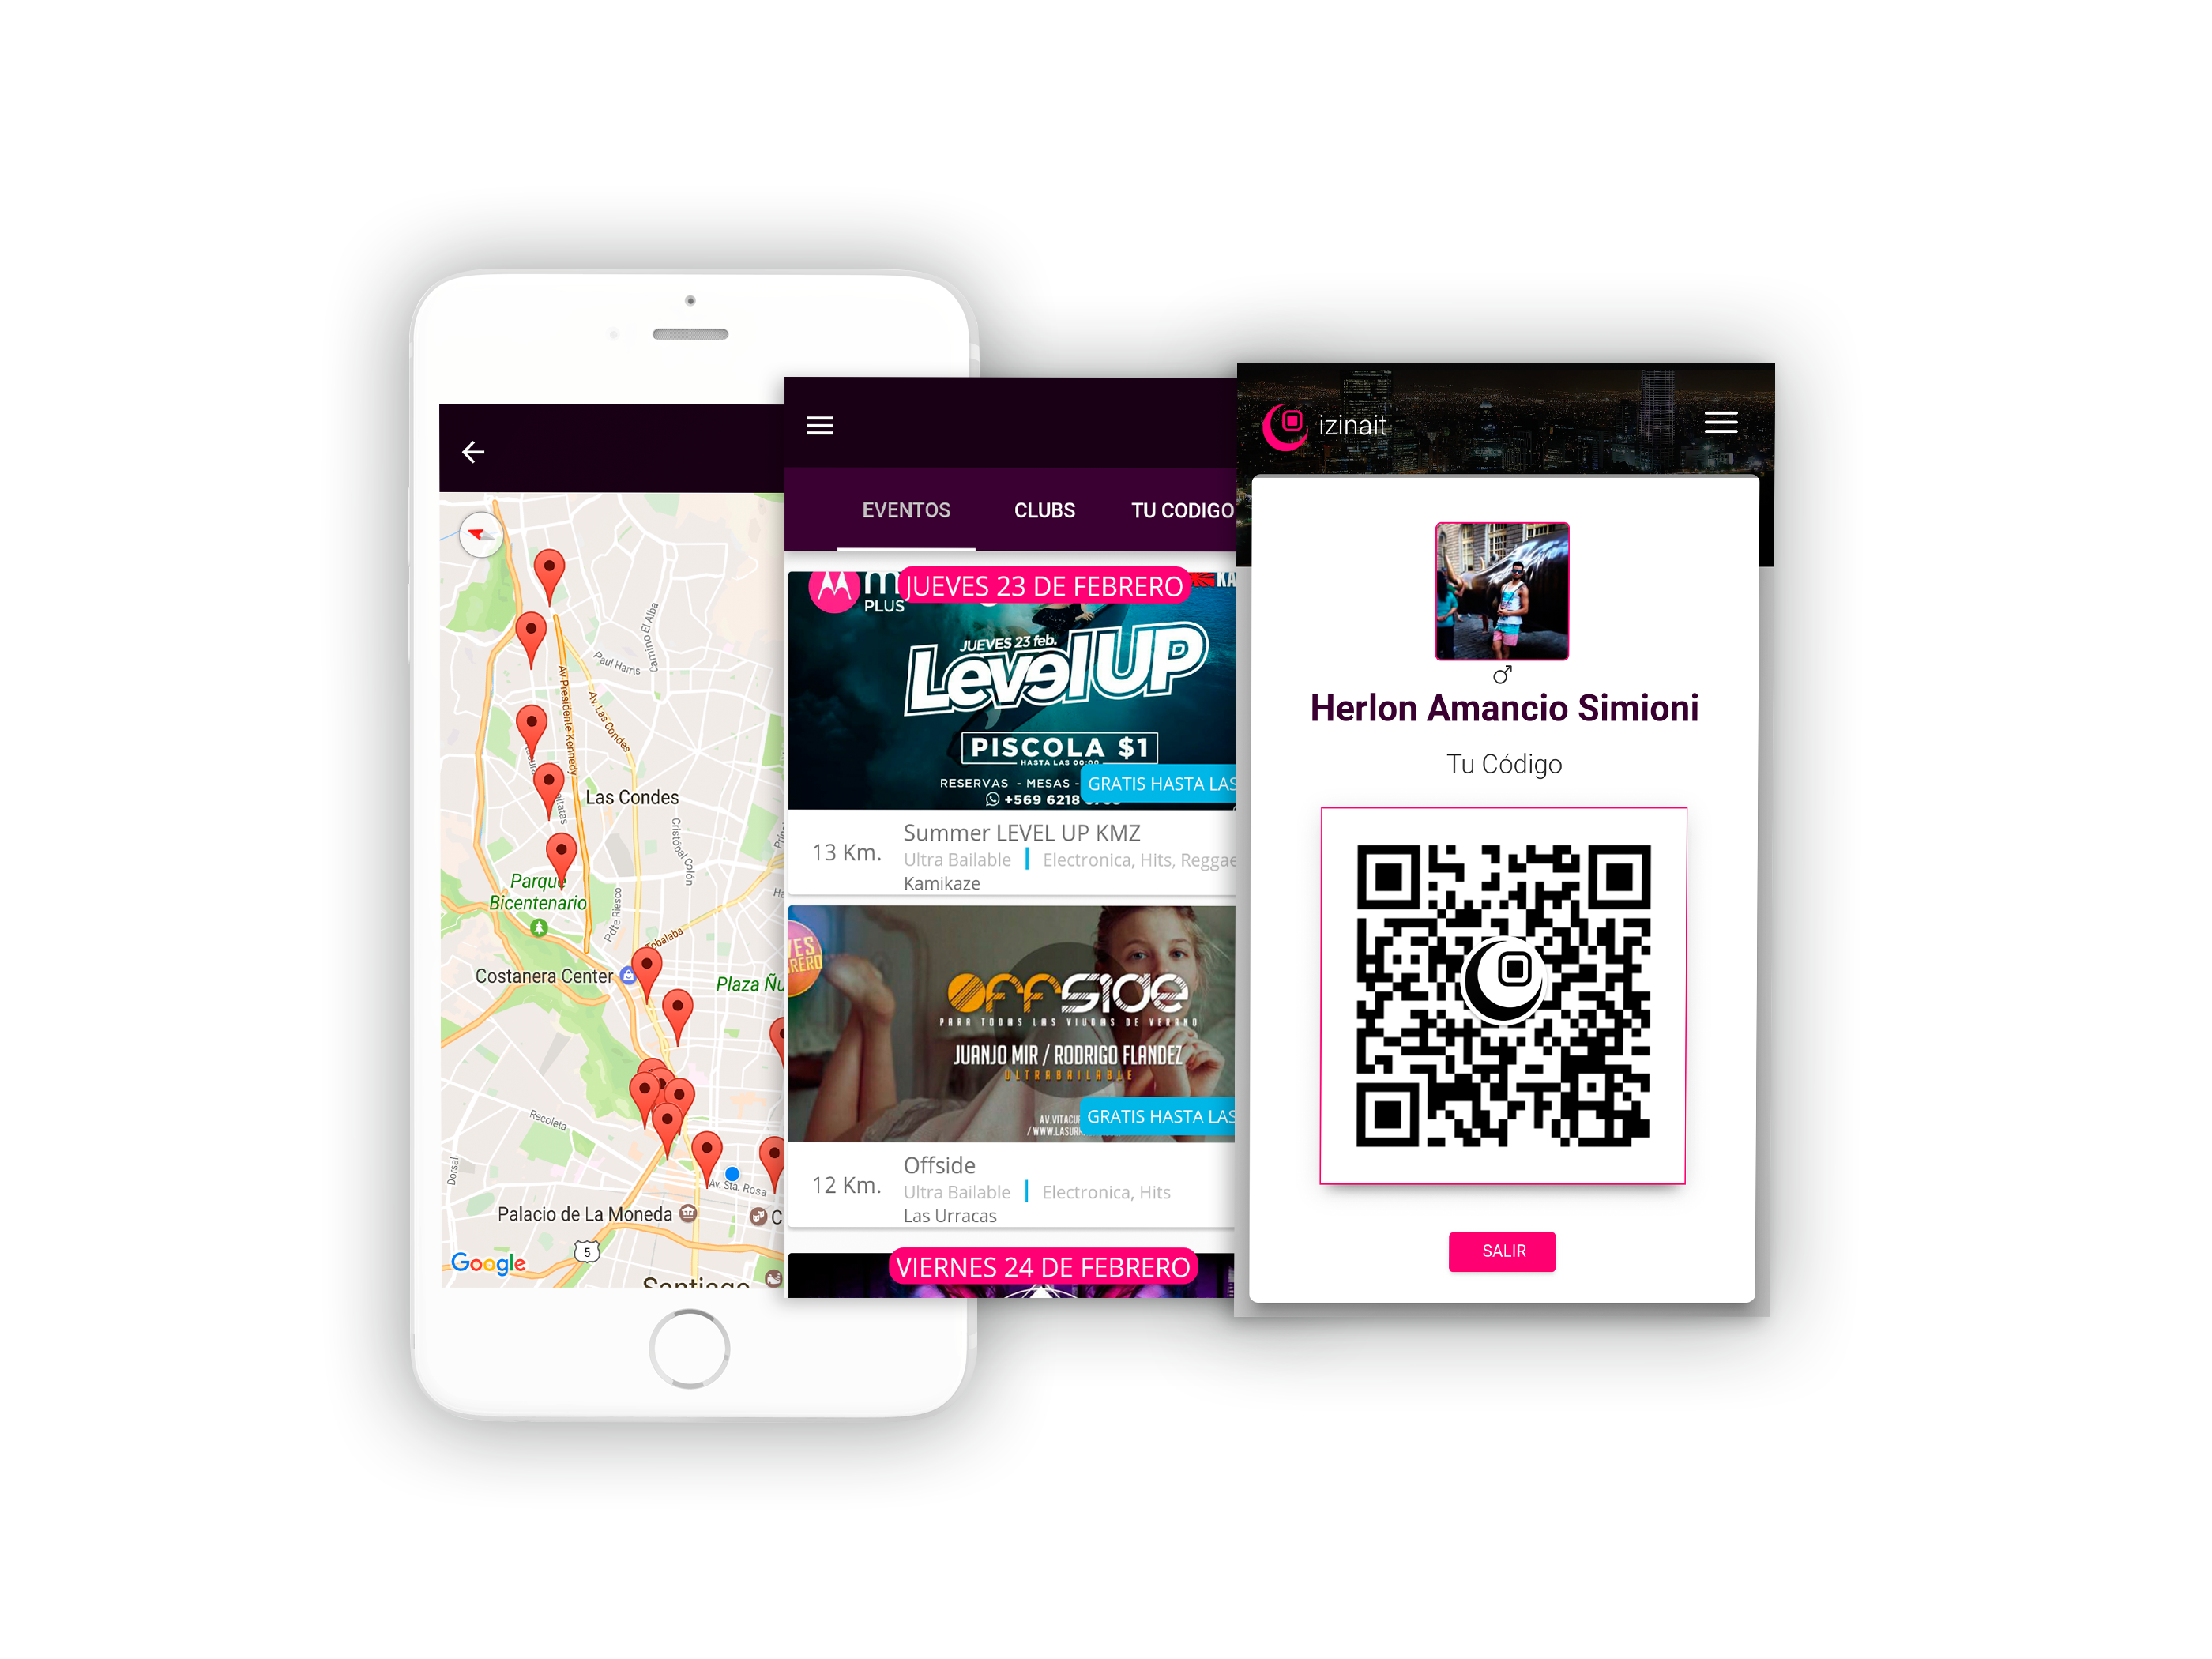 Camino El Alba
Paul Harris
Av. Presidente Kennedy
Av. Las Condes
Las Condes
Cristóbal Colón
Parque
Bicentenario
Pdte Riesco
Tobalaba
Costanera Center
Plaza Ñu
Recoleta
Dorsal
Av. Sta. Rosa
Palacio de La Moneda
5
Google
Santiago
EVENTOS
CLUBS
TU CODIGO
JUEVES 23 DE FEBRERO
PLUS
JUEVES 23 feb.
LevelUP
PISCOLA $1
HASTA LAS 00:00
RESERVAS - MESAS -
GRATIS HASTA LAS
+569 6218
13 Km.
Summer LEVEL UP KMZ
Ultra Bailable | Electronica, Hits, Reggae
Kamikaze
OFFSIDE
PARA TODAS LAS VIUDAS DE VERANO
JUANJO MIR / RODRIGO FLANDEZ
ULTRABAILABLE
GRATIS HASTA LAS
12 Km.
Offside
Ultra Bailable | Electronica, Hits
Las Urracas
VIERNES 24 DE FEBRERO
izinait
Herlon Amancio Simioni
Tu Código
SALIR